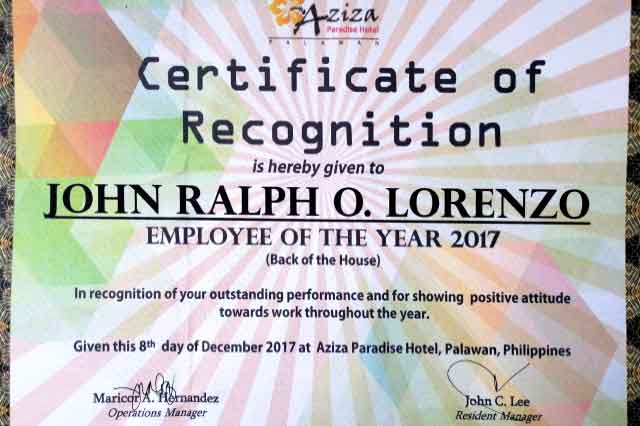 Aziza
Paradise Hotel
PALAWAN
Certificate of
Recognition
is hereby given to
JOHN RALPH O. LORENZO
EMPLOYEE OF THE YEAR 2017
(Back of the House)
In recognition of your outstanding performance and for showing positive attitude
towards work throughout the year.
Given this 8th day of December 2017 at Aziza Paradise Hotel, Palawan, Philippines
Maricor A. Hernandez
Operations Manager
John C. Lee
Resident Manager